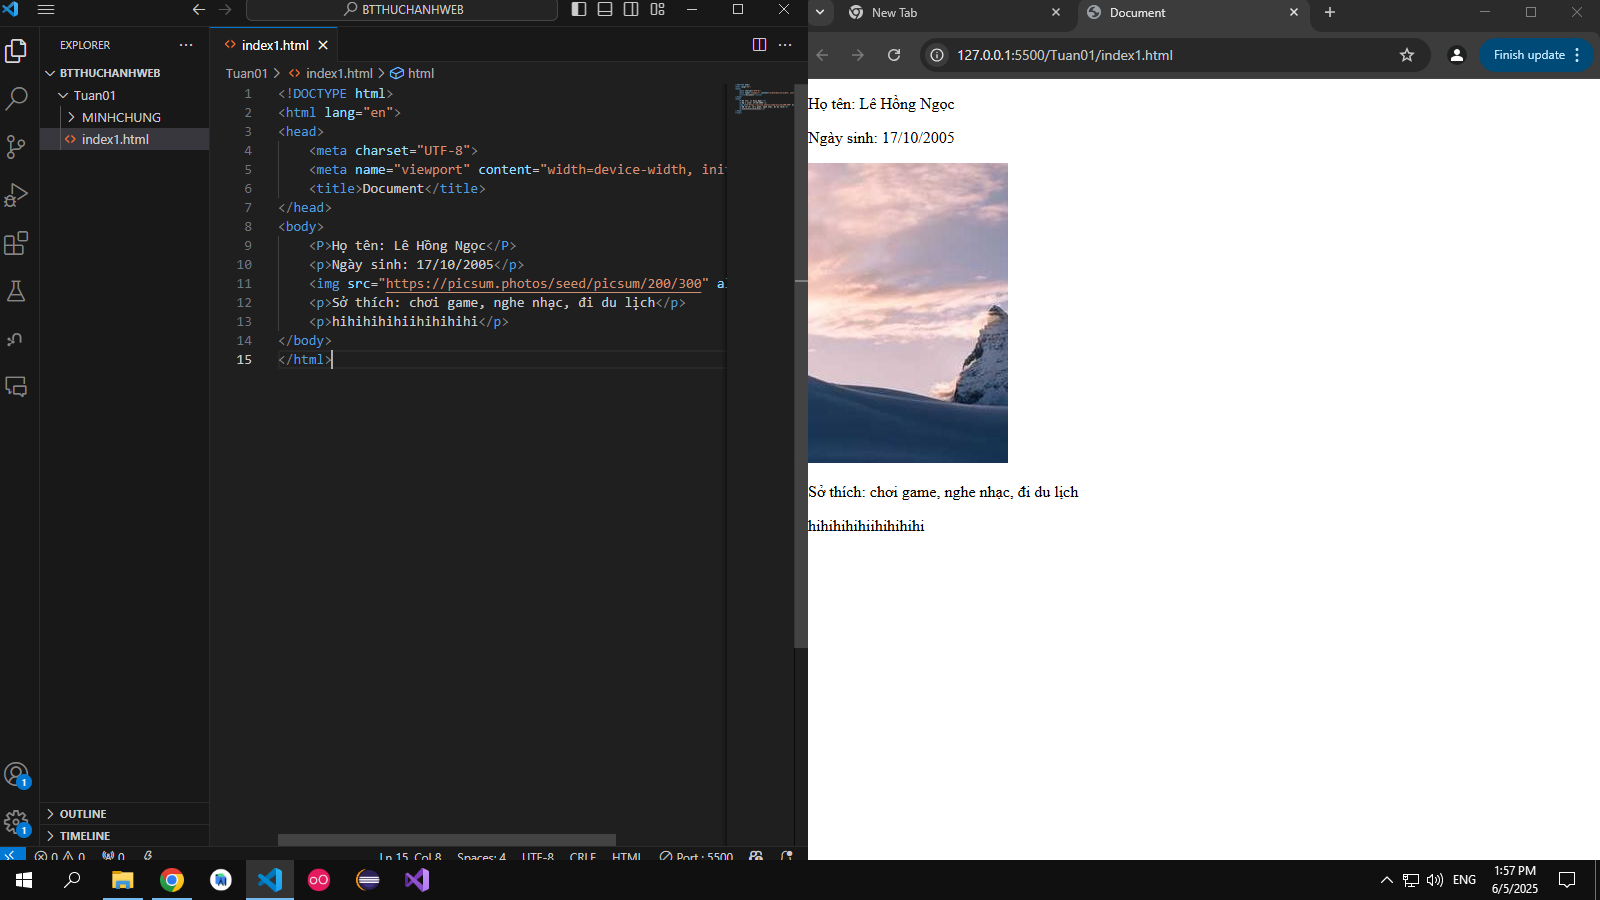 BTTHUCHANHWEB
EXPLORER
BTTHUCHANHWEB
Tuan01
MINHCHUNG
index1.html
OUTLINE
TIMELINE
1
1
index1.html
Tuan01 > index1.html > html
1 <!DOCTYPE html>
2 <html lang="en">
3 <head>
4 <meta charset="UTF-8">
5 <meta name="viewport" content="width=device-width, ini
6 <title>Document</title>
7 </head>
8 <body>
9 <P>Họ tên: Lê Hồng Ngọc</P>
10 <p>Ngày sinh: 17/10/2005</p>
11 <img src="https://picsum.photos/seed/picsum/200/300" al
12 <p>Sở thích: chơi game, nghe nhạc, đi du lịch</p>
13 <p>hihihihihiihihihihi</p>
14 </body>
15 </html>
0 0 0 Ln 15, Col 8 Spaces: 4 UTF-8 CRLF HTML Port : 5500
New Tab
Document
127.0.0.1:5500/Tuan01/index1.html
Finish update
Họ tên: Lê Hồng Ngọc
Ngày sinh: 17/10/2005
Sở thích: chơi game, nghe nhạc, đi du lịch
hihihihihiihihihihi
ENG
1:57 PM
6/5/2025